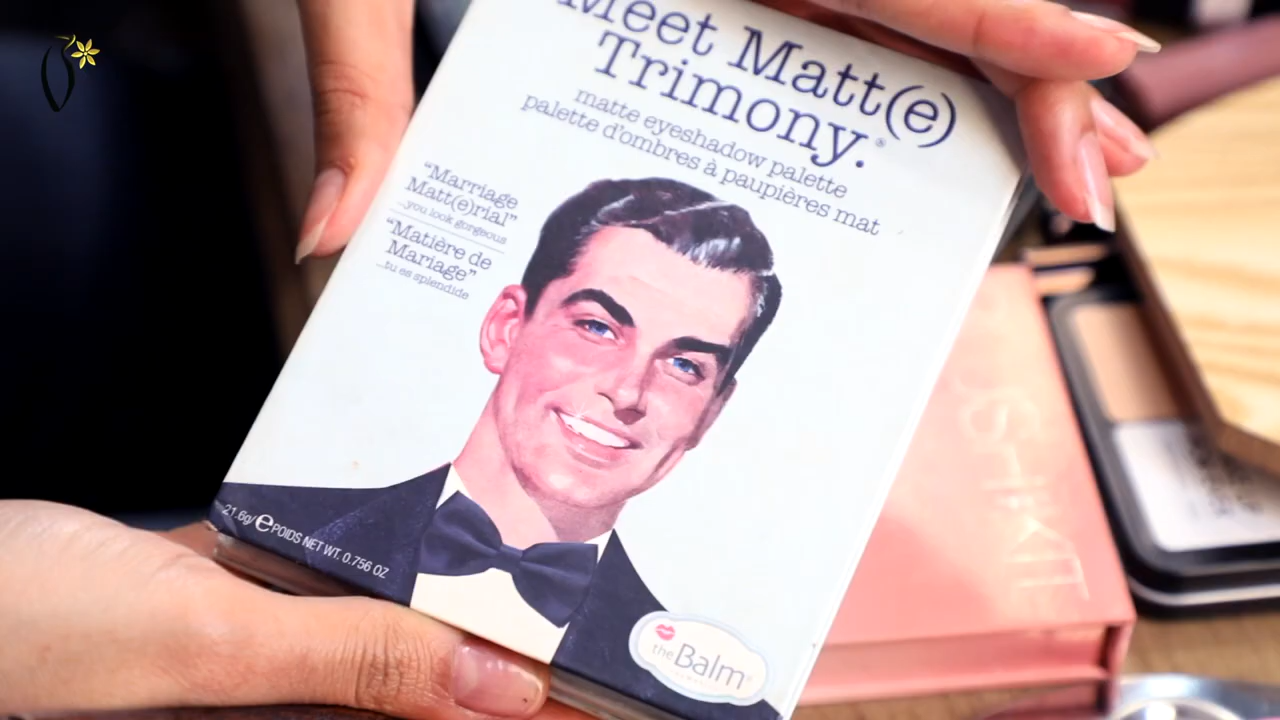 Meet Matt(e)
Trimony.®
matte eyeshadow palette
palette d'ombres à paupières mat
“Marriage
Matt(e)rial”
...you look gorgeous
“Matière de
Mariage”
...tu es splendide
21.6g/℮ POIDS NET WT. 0.756 OZ
theBalm®